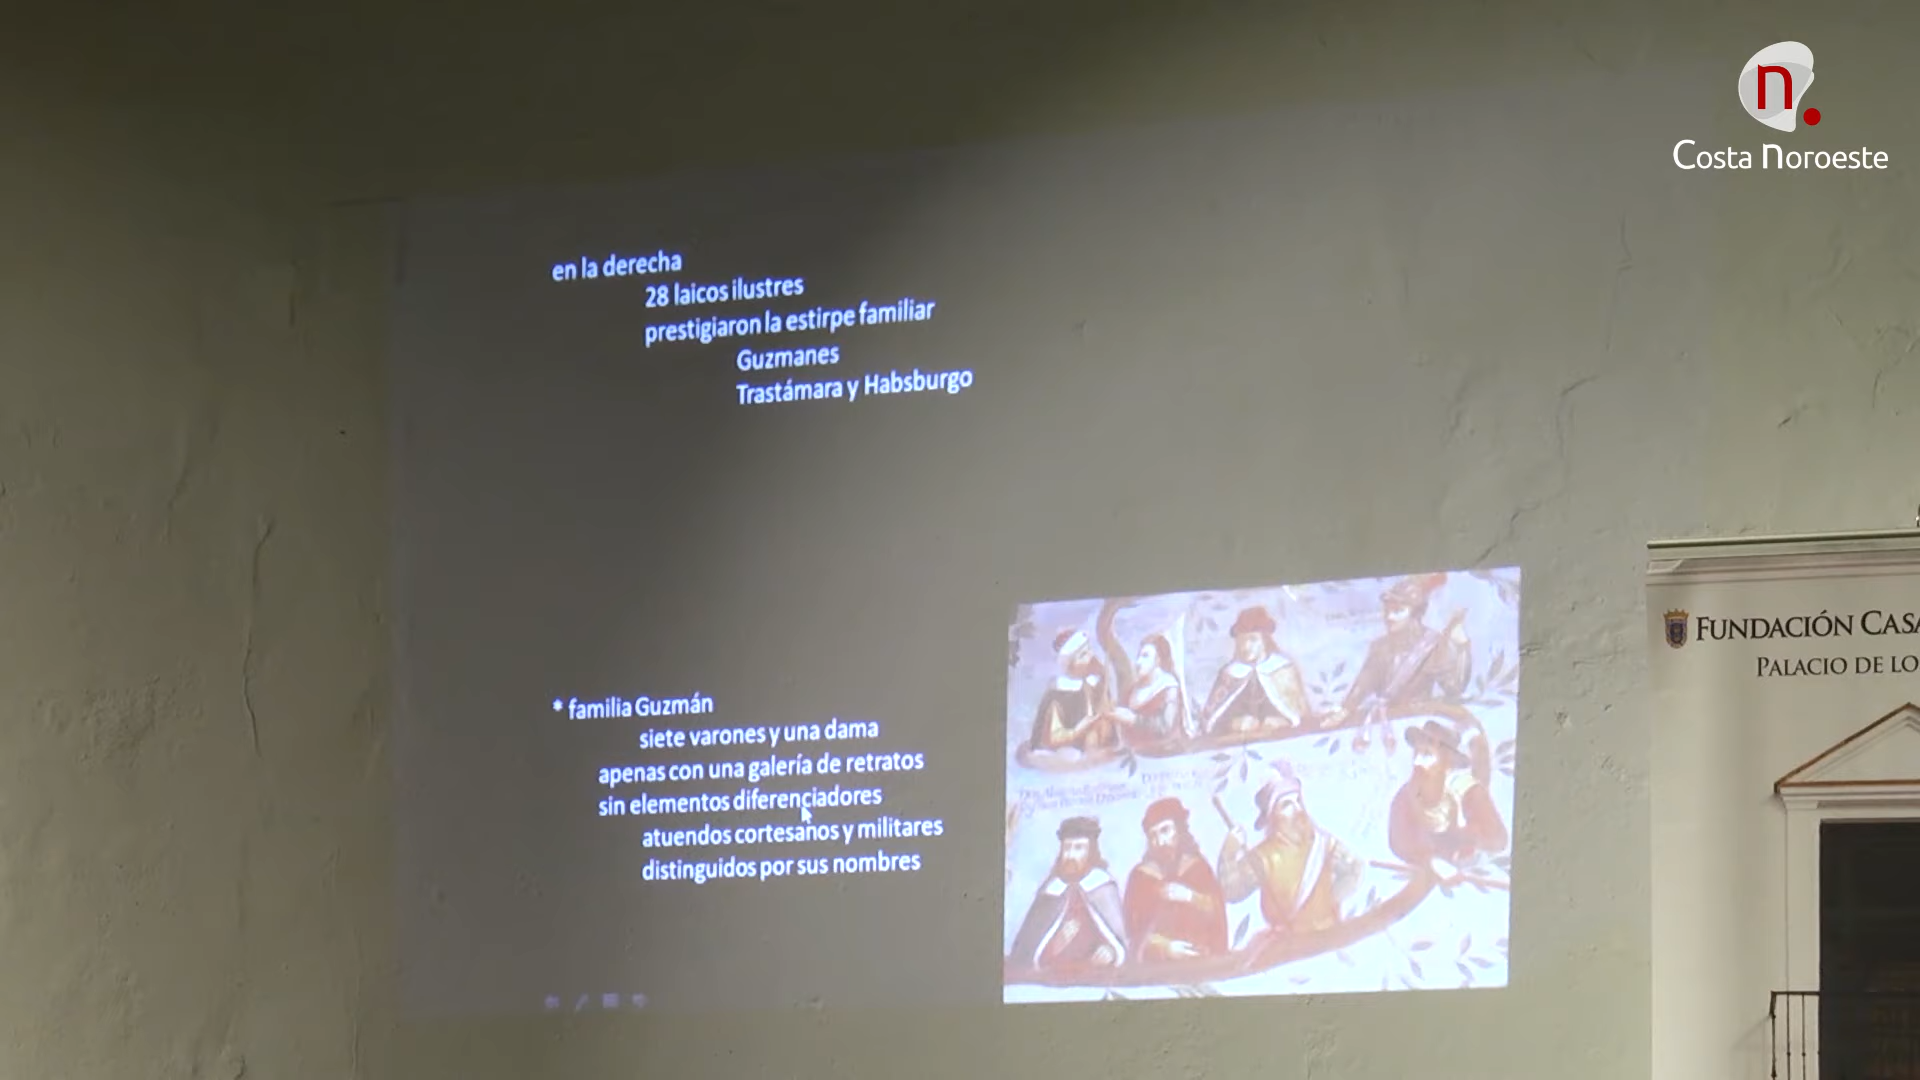 n.
Costa noroeste
en la derecha
28 laicos ilustres
prestigiaron la estirpe familiar
Guzmanes
Trastámara y Habsburgo
* familia Guzmán
siete varones y una dama
apenas con una galería de retratos
sin elementos diferenciadores
atuendos cortesanos y militares
distinguidos por sus nombres
FUNDACIÓN CASA
PALACIO DE LO